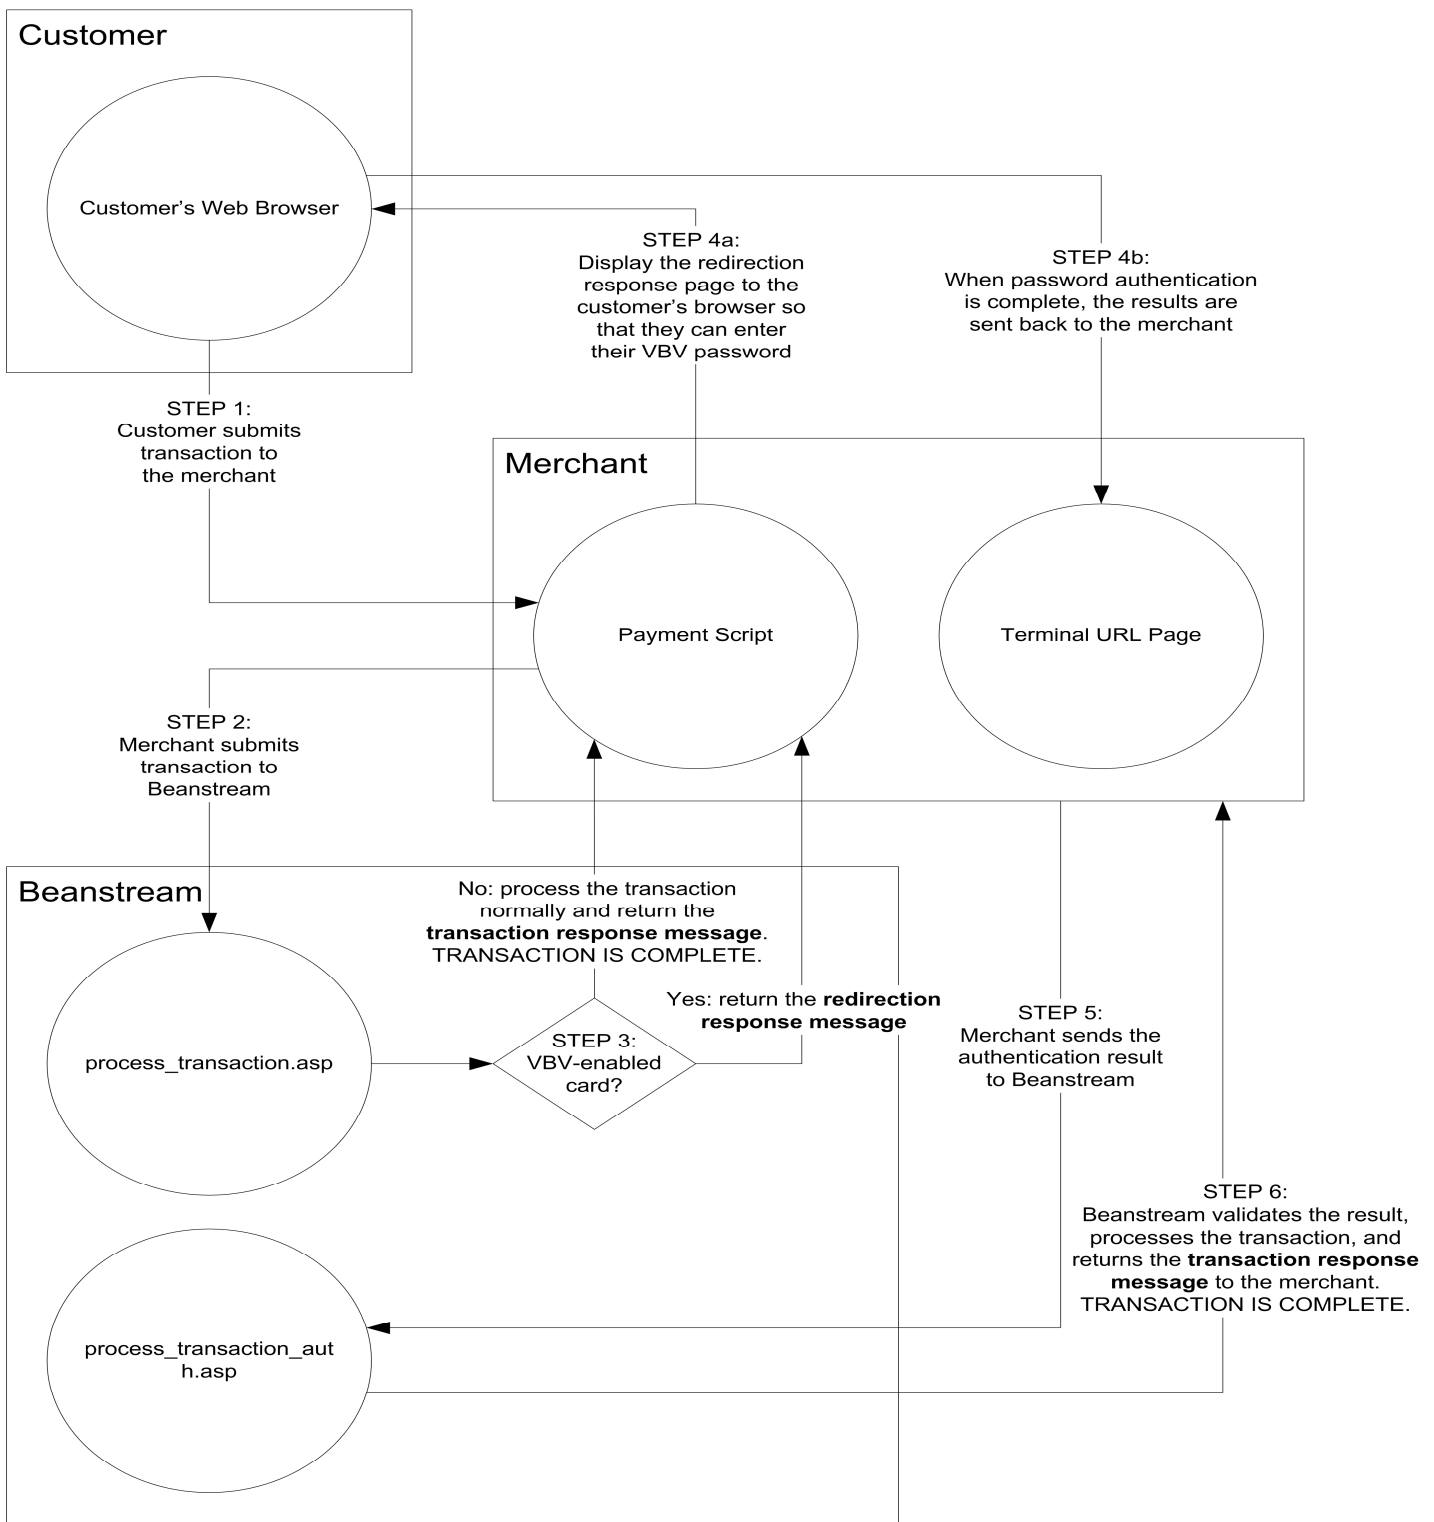 Customer
Customer's Web Browser
STEP 4a:
Display the redirection
response page to the
customer's browser so
that they can enter
their VBV password
STEP 4b:
When password authentication
is complete, the results are
sent back to the merchant
STEP 1:
Customer submits
transaction to
the merchant
Merchant
Payment Script
Terminal URL Page
STEP 2:
Merchant submits
transaction to
Beanstream
Beanstream
No: process the transaction
normally and return the
transaction response message.
TRANSACTION IS COMPLETE.
Yes: return the redirection
response message
process_transaction.asp
STEP 3:
VBV-enabled
card?
STEP 5:
Merchant sends the
authentication result
to Beanstream
STEP 6:
Beanstream validates the result,
processes the transaction, and
returns the transaction response
message to the merchant.
TRANSACTION IS COMPLETE.
process_transaction_aut
h.asp